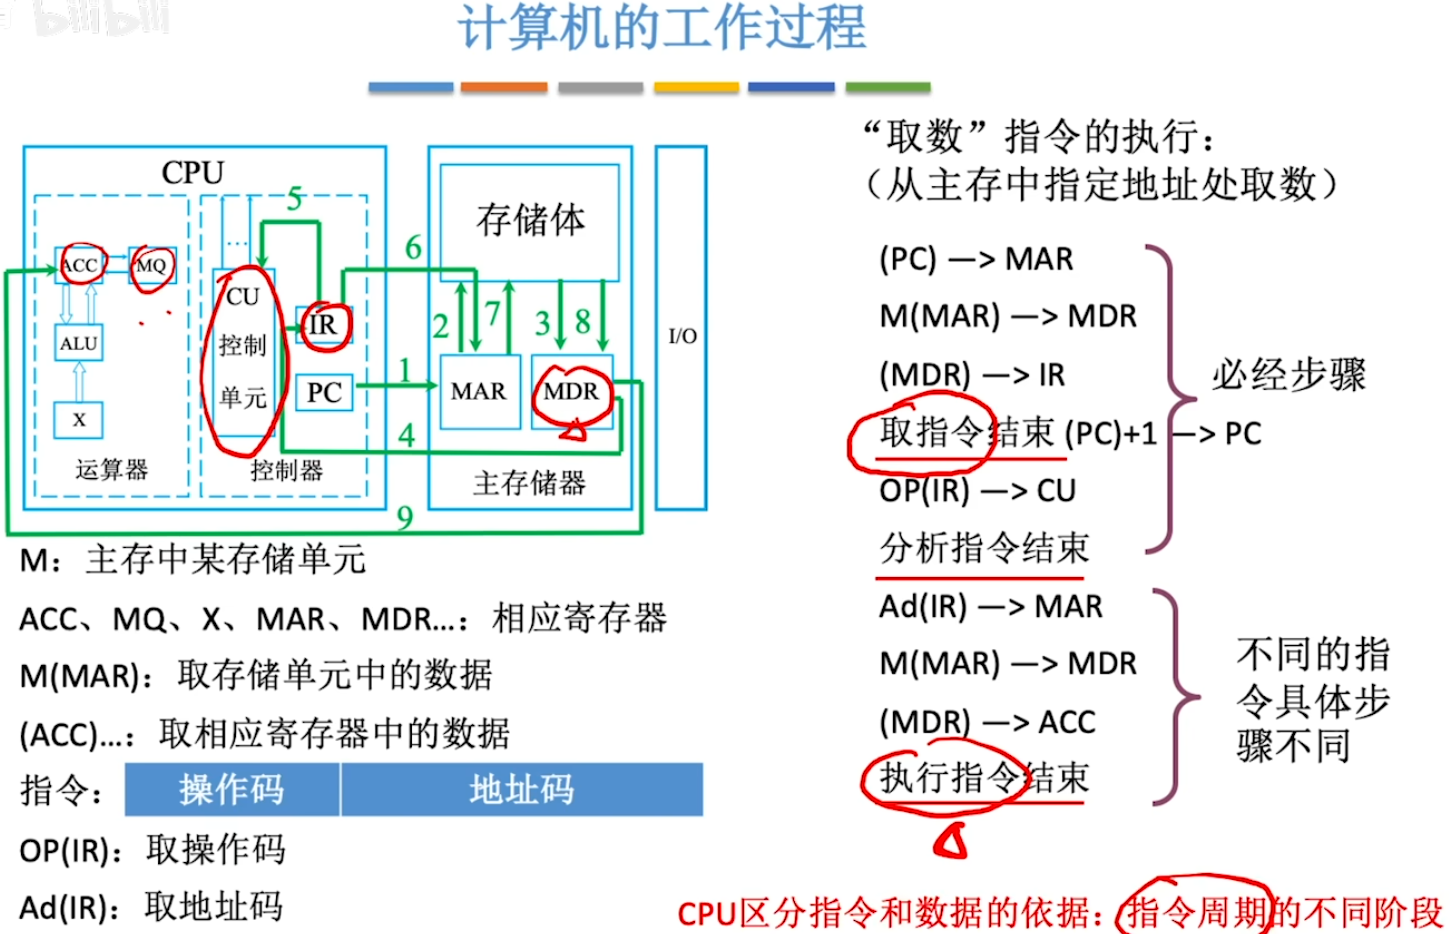 bilibili
计算机的工作过程
CPU
ACC
MQ
ALU
X
运算器
5
...
CU
控制
单元
IR
PC
控制器
6
1
4
9
存储体
2
7
3
8
MAR
MDR
主存储器
I/O
M：主存中某存储单元
ACC、MQ、X、MAR、MDR...：相应寄存器
M(MAR)：取存储单元中的数据
(ACC)...：取相应寄存器中的数据
指令： 操作码 地址码
OP(IR)：取操作码
Ad(IR)：取地址码
“取数”指令的执行：
（从主存中指定地址处取数）
(PC) —> MAR
M(MAR) —> MDR
(MDR) —> IR
取指令结束 (PC)+1 —> PC
OP(IR) —> CU
分析指令结束
必经步骤
Ad(IR) —> MAR
M(MAR) —> MDR
(MDR) —> ACC
执行指令结束
不同的指
令具体步
骤不同
CPU区分指令和数据的依据：指令周期的不同阶段